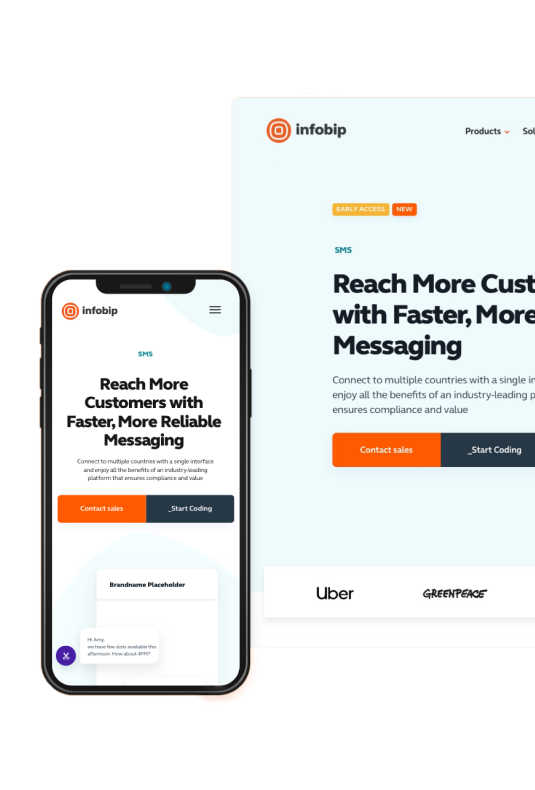 infobip
Products
EARLY ACCESS NEW
SMS
Reach More Cust
with Faster, More
Messaging
Connect to multiple countries with a single in
enjoy all the benefits of an industry-leading p
ensures compliance and value
Contact sales _Start Coding
Uber GREENPEACE
infobip
SMS
Reach More
Customers with
Faster, More Reliable
Messaging
Connect to multiple countries with a single interface
and enjoy all the benefits of an industry-leading
platform that ensures compliance and value
Contact sales _Start Coding
Brandname Placeholder
Hi Amy,
we have few slots available this
afternoon. How about 4PM?